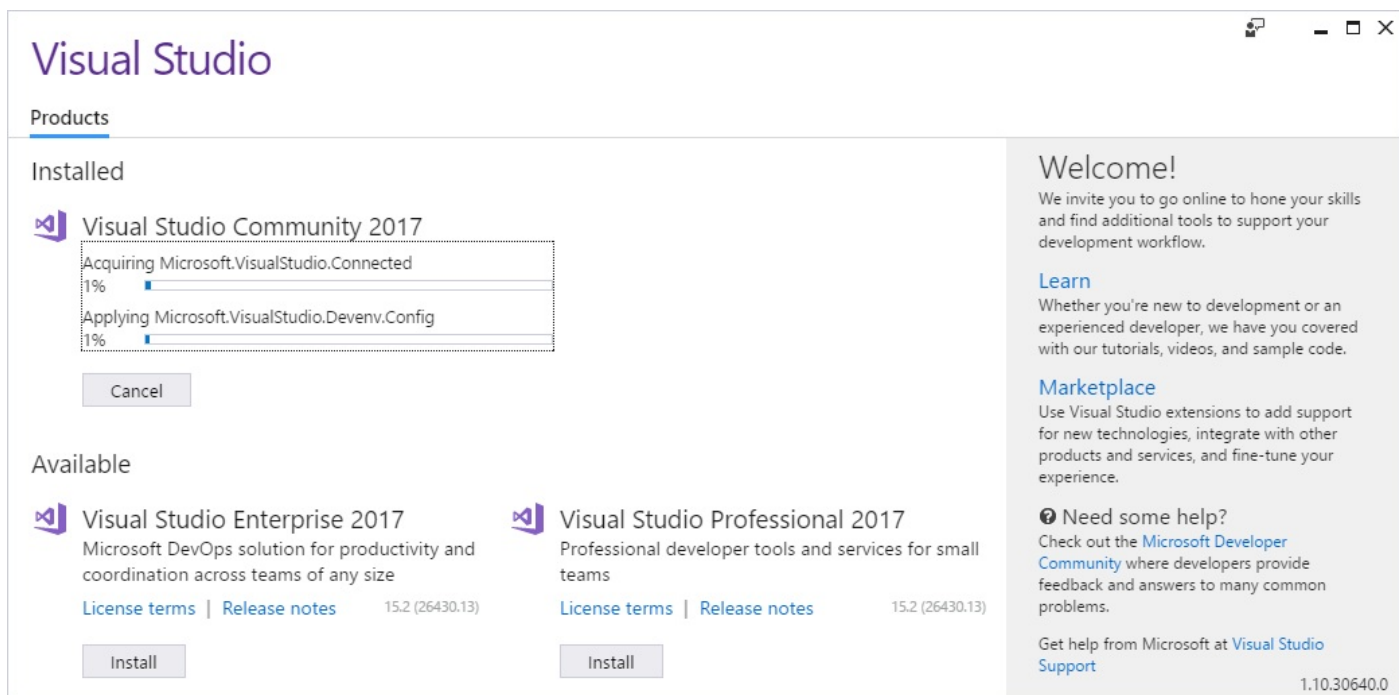 Visual Studio
Products
Installed
Visual Studio Community 2017
Acquiring Microsoft.VisualStudio.Connected
1%
Applying Microsoft.VisualStudio.Devenv.Config
1%
Cancel
Available
Visual Studio Enterprise 2017
Microsoft DevOps solution for productivity and
coordination across teams of any size
License terms | Release notes 15.2 (26430.13)
Install
Visual Studio Professional 2017
Professional developer tools and services for small
teams
License terms | Release notes 15.2 (26430.13)
Install
Welcome!
We invite you to go online to hone your skills
and find additional tools to support your
development workflow.
Learn
Whether you're new to development or an
experienced developer, we have you covered
with our tutorials, videos, and sample code.
Marketplace
Use Visual Studio extensions to add support
for new technologies, integrate with other
products and services, and fine-tune your
experience.
Need some help?
Check out the Microsoft Developer
Community where developers provide
feedback and answers to many common
problems.
Get help from Microsoft at Visual Studio
Support
1.10.30640.0